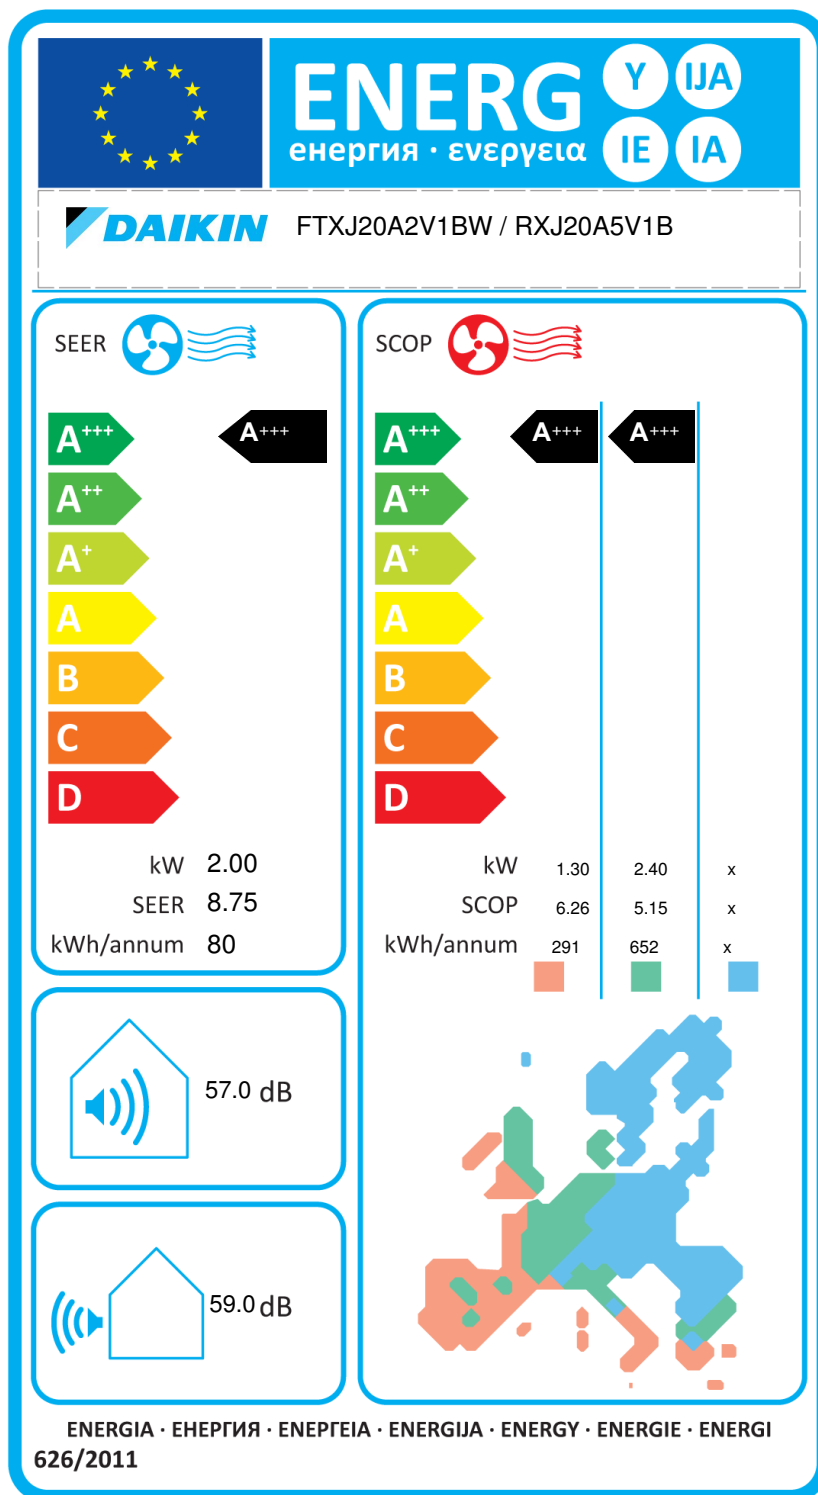 ENERG Y IJA
енергия · ενεργεια IE IA
DAIKIN FTXJ20A2V1BW / RXJ20A5V1B
SEER
A+++ A+++
A++
A+
A
B
C
D
kW 2.00
SEER 8.75
kWh/annum 80
SCOP
A+++ A+++ A+++
A++
A+
A
B
C
D
kW 1.30 2.40 x
SCOP 6.26 5.15 x
kWh/annum 291 652 x
57.0 dB
59.0 dB
ENERGIA · ЕНЕРГИЯ · ΕΝΕΡΓΕΙΑ · ENERGIJA · ENERGY · ENERGIE · ENERGI
626/2011